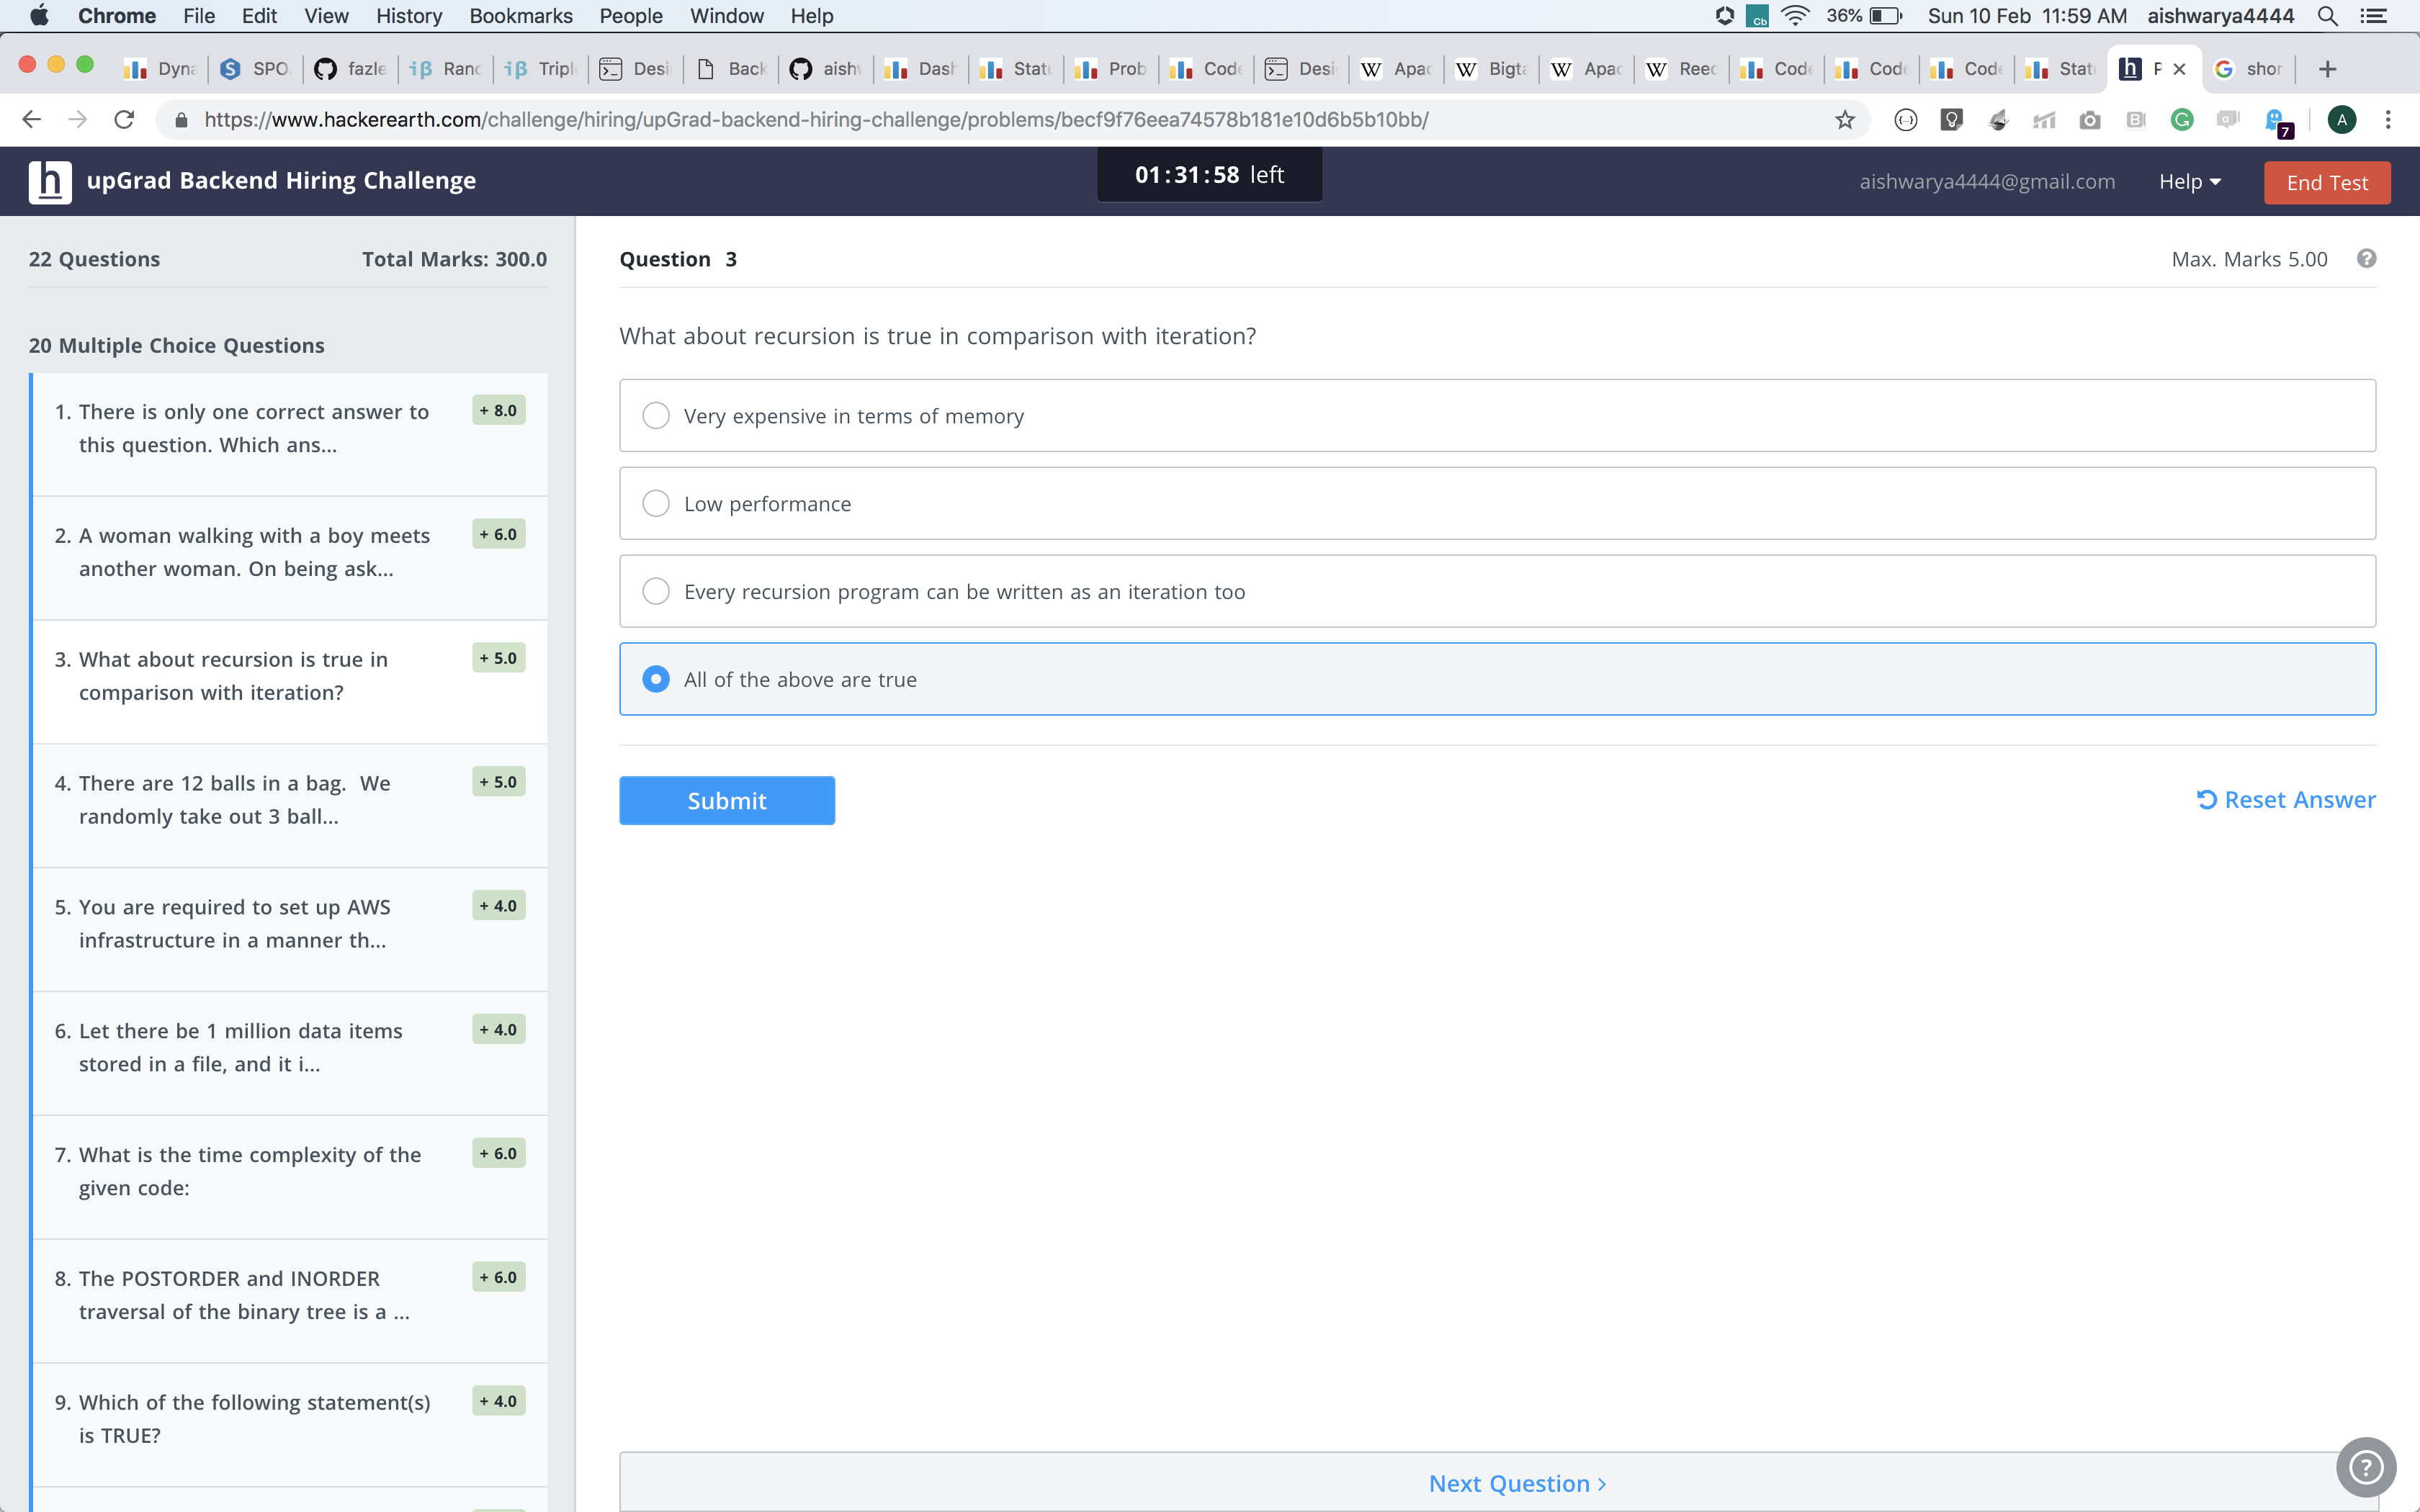 Chrome File Edit View History Bookmarks People Window Help
Cb 36% Sun 10 Feb 11:59 AM aishwarya4444
Dyna SPO fazle iβ Ranc iβ Triple Desi Back aishw Dash Stat Prob Code Desi W Apac W Bigta W Apac W Reed Code Code Code Stat h P G shor
https://www.hackerearth.com/challenge/hiring/upGrad-backend-hiring-challenge/problems/becf9f76eea74578b181e10d6b5b10bb/
7 A
h upGrad Backend Hiring Challenge
01:31:58 left
aishwarya4444@gmail.com Help End Test
22 Questions Total Marks: 300.0
20 Multiple Choice Questions
1. There is only one correct answer to + 8.0
this question. Which ans...
2. A woman walking with a boy meets + 6.0
another woman. On being ask...
3. What about recursion is true in + 5.0
comparison with iteration?
4. There are 12 balls in a bag. We + 5.0
randomly take out 3 ball...
5. You are required to set up AWS + 4.0
infrastructure in a manner th...
6. Let there be 1 million data items + 4.0
stored in a file, and it i...
7. What is the time complexity of the + 6.0
given code:
8. The POSTORDER and INORDER + 6.0
traversal of the binary tree is a ...
9. Which of the following statement(s) + 4.0
is TRUE?
Question 3 Max. Marks 5.00 ?
What about recursion is true in comparison with iteration?
Very expensive in terms of memory
Low performance
Every recursion program can be written as an iteration too
All of the above are true
Submit Reset Answer
Next Question >
?